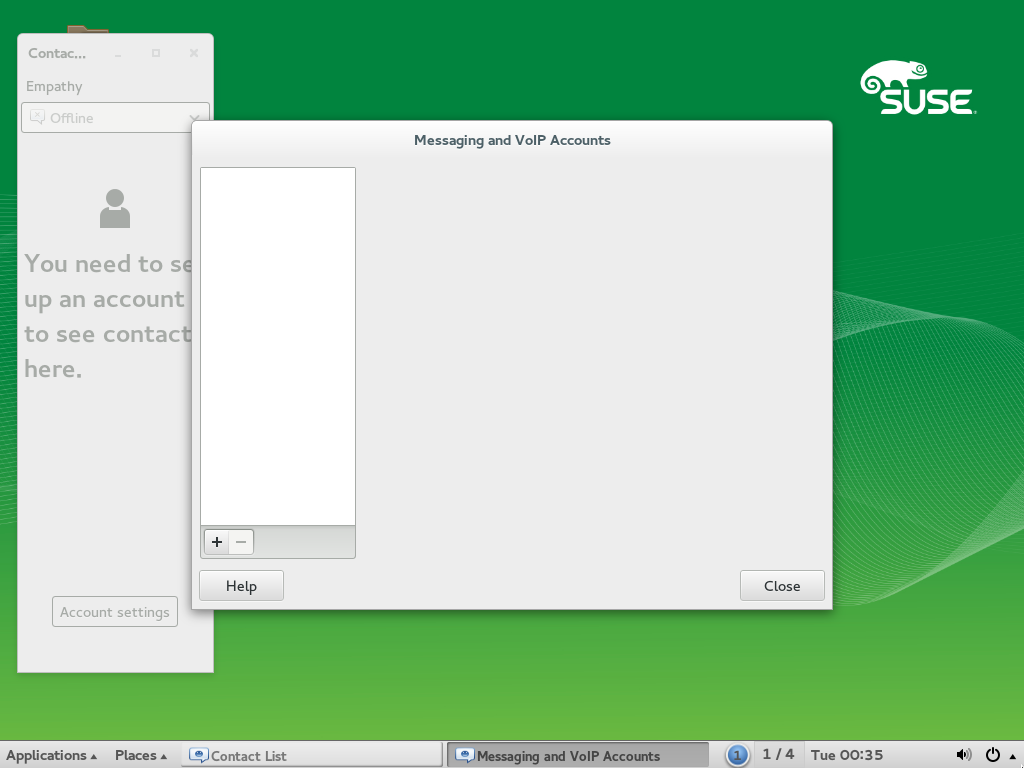 Contac...
Empathy
Offline
SUSE
Messaging and VoIP Accounts
You need to se
up an account
to see contact
here.
Help
Close
Account settings
Applications
Places
Contact List
Messaging and VoIP Accounts
1
1 / 4
Tue 00:35